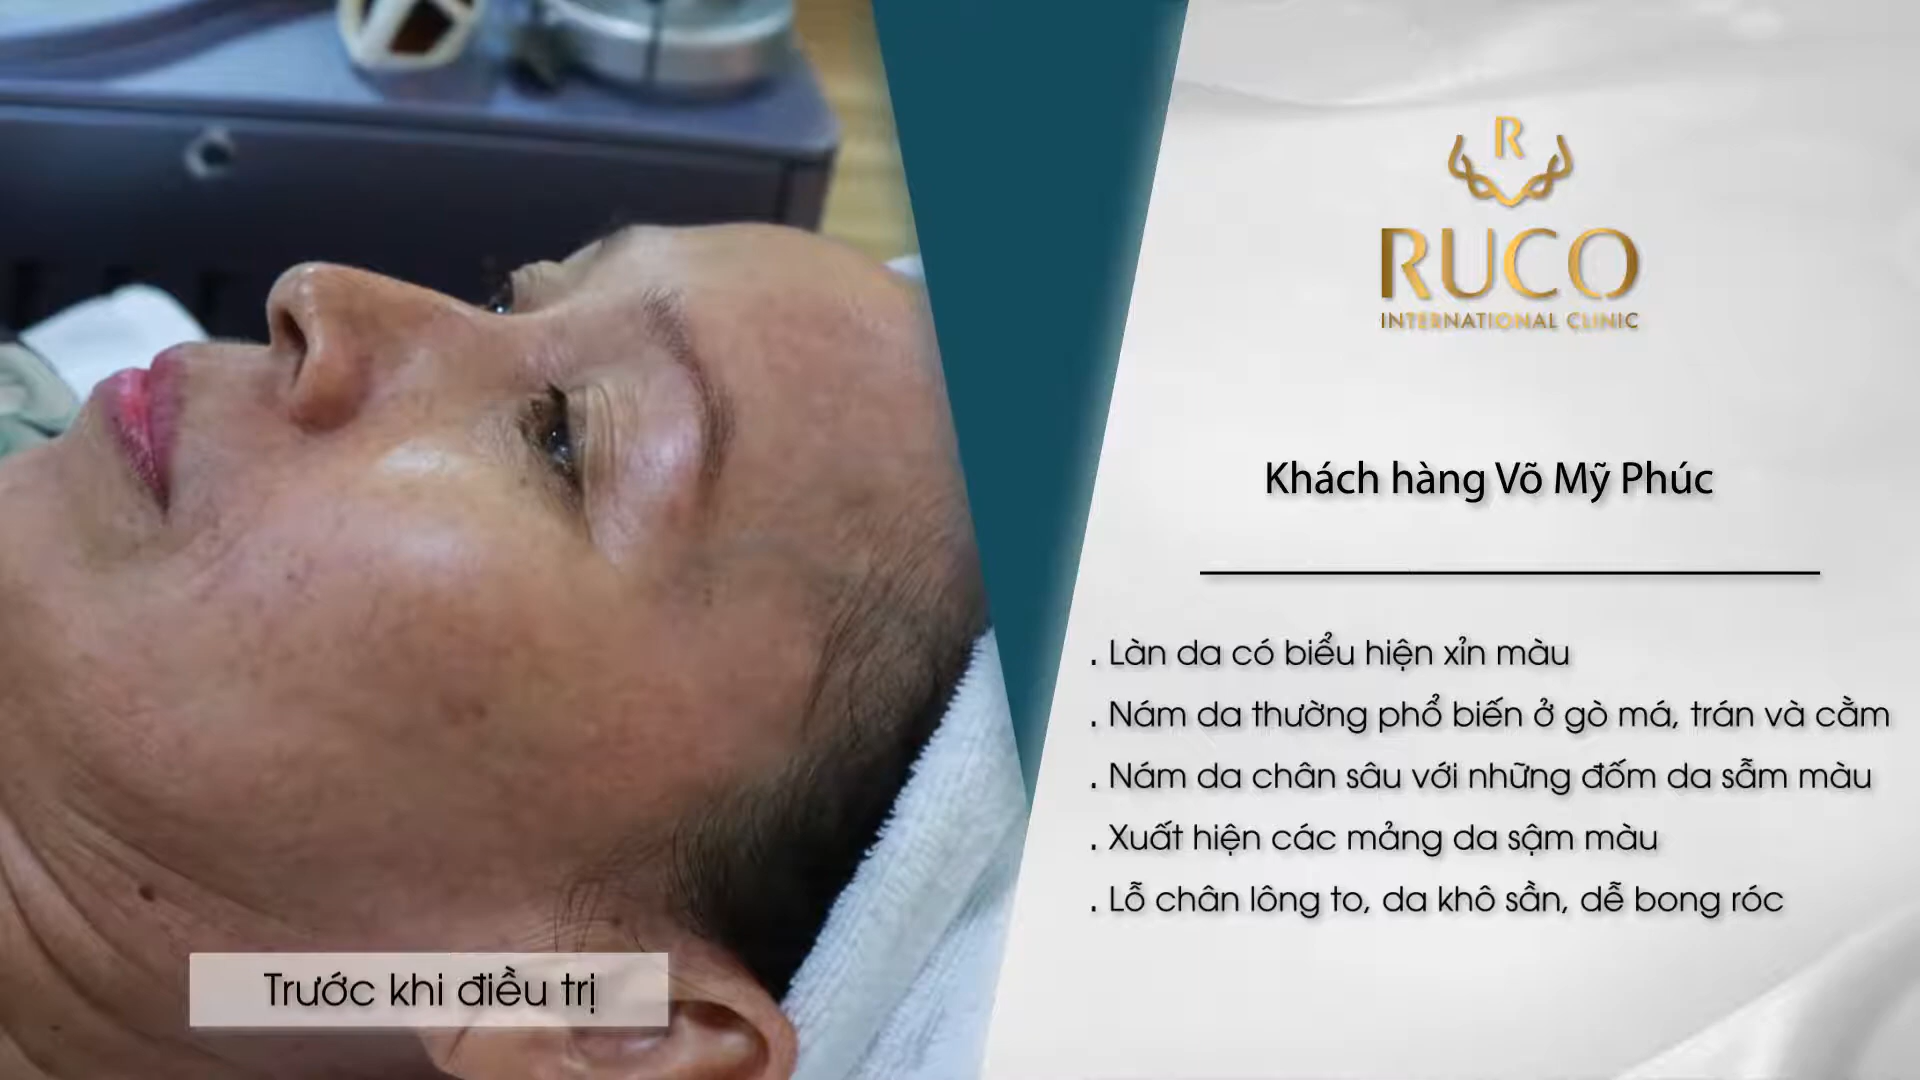 R
RUCO
INTERNATIONAL CLINIC
Khách hàng Võ Mỹ Phúc
. Làn da có biểu hiện xỉn màu
. Nám da thường phổ biến ở gò má, trán và cằm
. Nám da chân sâu với những đốm da sẫm màu
. Xuất hiện các mảng da sậm màu
. Lỗ chân lông to, da khô sần, dễ bong róc
Trước khi điều trị